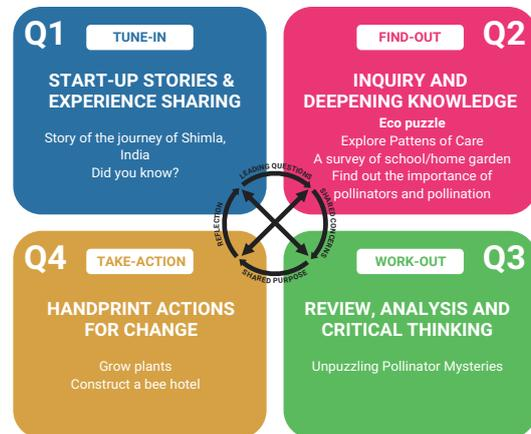 Q1
TUNE-IN
START-UP STORIES &
EXPERIENCE SHARING
Story of the journey of Shimla,
India
Did you know?
Q2
FIND-OUT
INQUIRY AND
DEEPENING KNOWLEDGE
Eco puzzle
Explore Pattens of Care
A survey of school/home garden
Find out the importance of
pollinators and pollination
LEADING QUESTIONS
SHARED CONCERNS
SHARED PURPOSE
REFLECTION
Q4
TAKE-ACTION
HANDPRINT ACTIONS
FOR CHANGE
Grow plants
Construct a bee hotel
Q3
WORK-OUT
REVIEW, ANALYSIS AND
CRITICAL THINKING
Unpuzzling Pollinator Mysteries